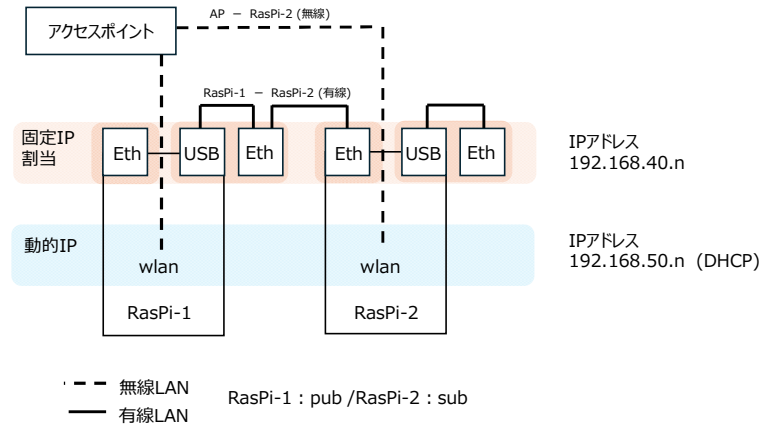 AP － RasPi-2 (無線)
アクセスポイント
RasPi-1 － RasPi-2 (有線)
固定IP
割当
Eth
USB
Eth
Eth
USB
Eth
IPアドレス
192.168.40.n
動的IP
wlan
wlan
IPアドレス
192.168.50.n (DHCP)
RasPi-1
RasPi-2
無線LAN
有線LAN
RasPi-1：pub /RasPi-2：sub